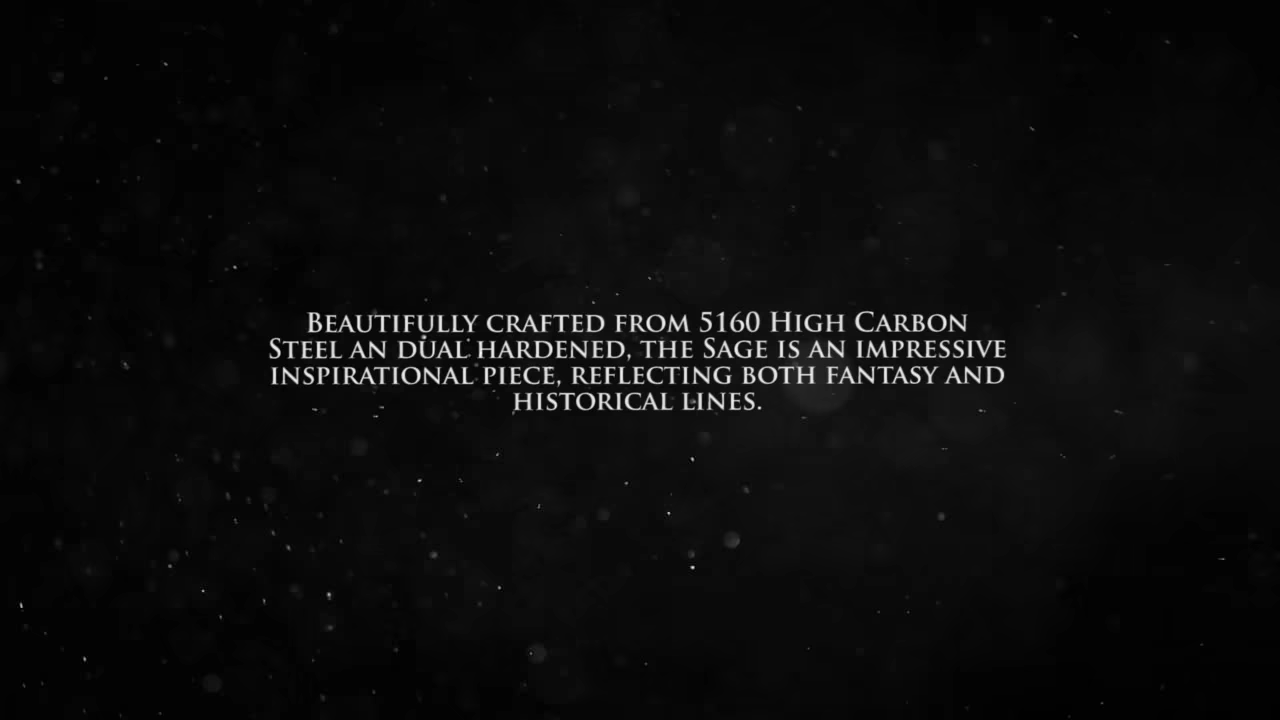 Beautifully crafted from 5160 High Carbon
Steel an dual hardened, the Sage is an impressive
inspirational piece, reflecting both fantasy and
historical lines.